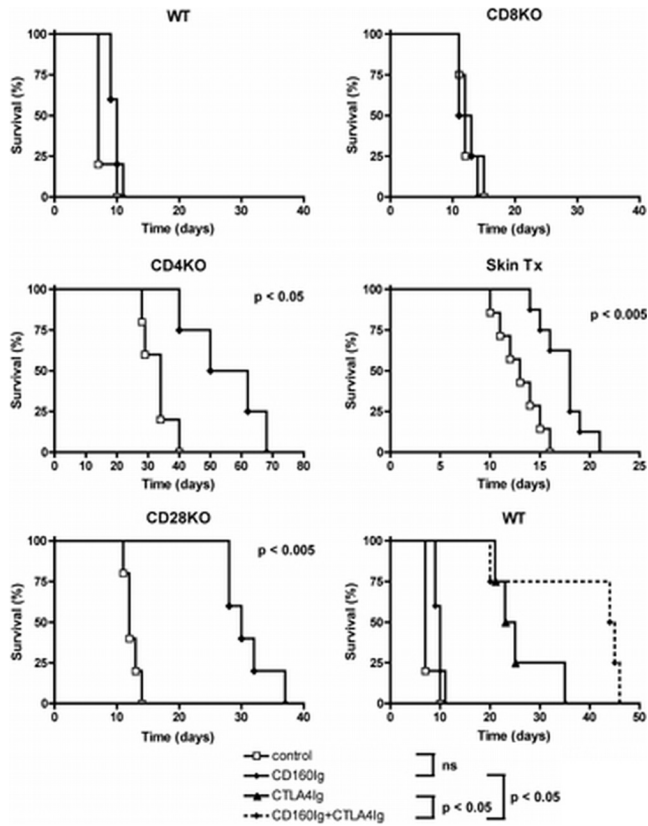 WT
CD8KO
Survival (%)
100
75
50
25
0
0 10 20 30 40
Time (days)
Survival (%)
100
75
50
25
0
0 10 20 30 40
Time (days)
CD4KO
Skin Tx
p < 0.05
p < 0.005
Survival (%)
100
75
50
25
0
0 10 20 30 40 50 60 70 80
Time (days)
Survival (%)
100
75
50
25
0
0 5 10 15 20 25
Time (days)
CD28KO
WT
p < 0.005
Survival (%)
100
75
50
25
0
0 10 20 30 40
Time (days)
Survival (%)
100
75
50
25
0
0 10 20 30 40 50
Time (days)
control
CD160Ig
CTLA4Ig
CD160Ig+CTLA4Ig
ns
p < 0.05
p < 0.05